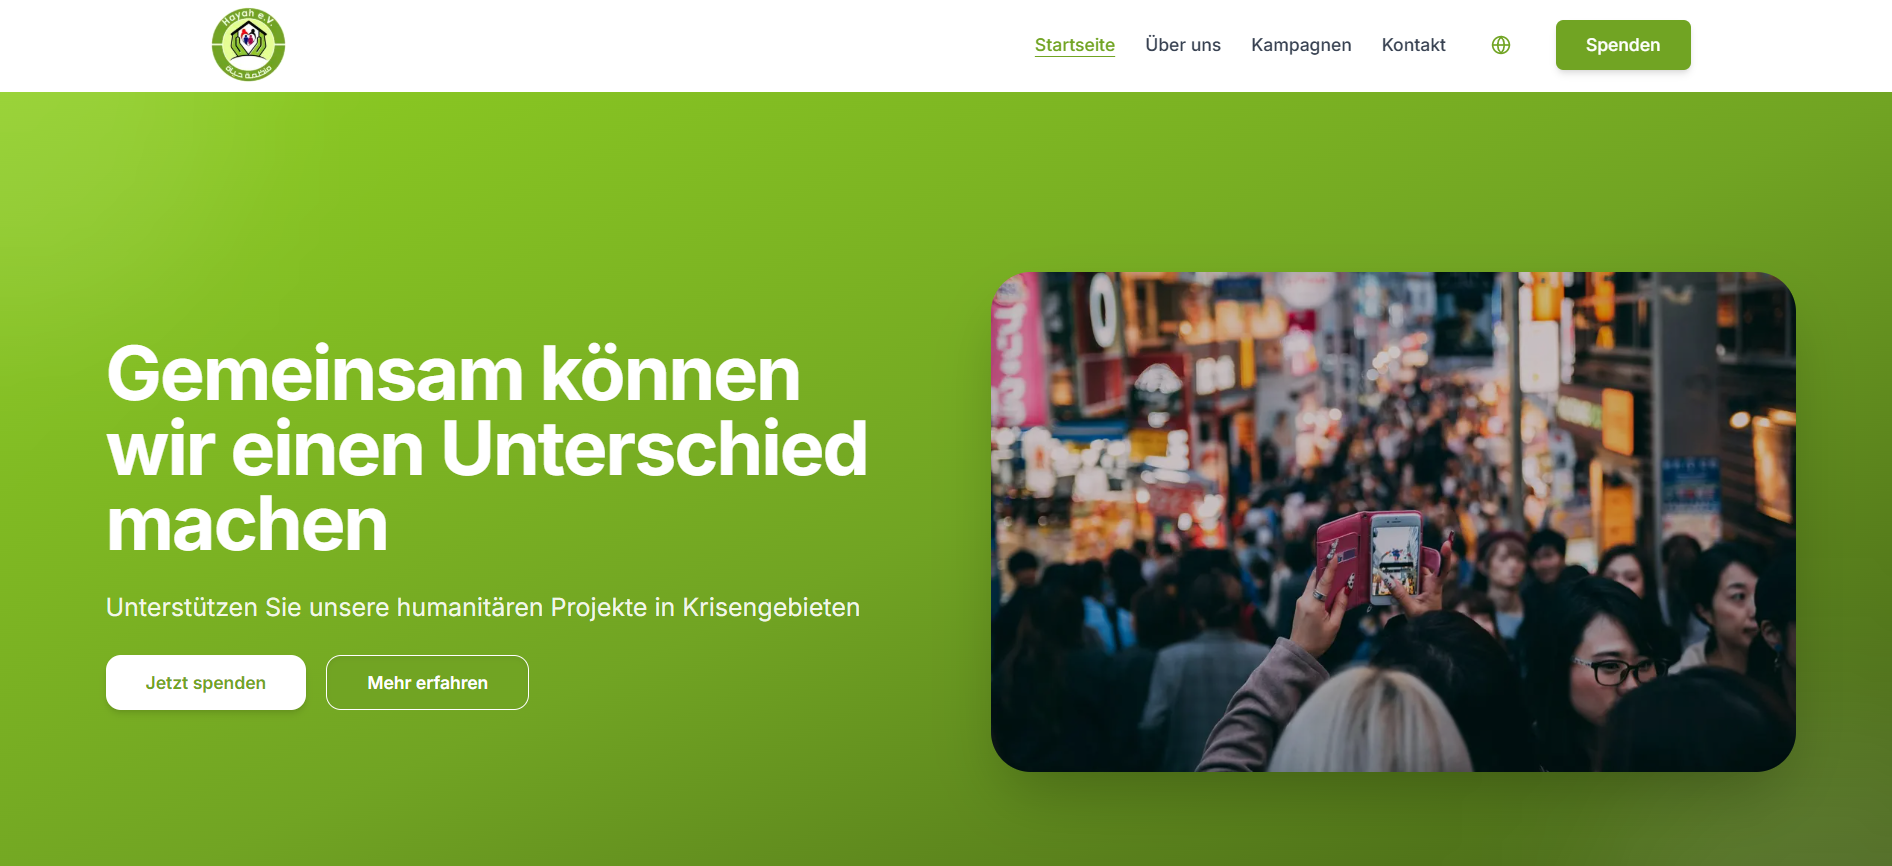 Hayah e.V.
منظمة حياة
Startseite
Über uns
Kampagnen
Kontakt
Spenden
Gemeinsam können
wir einen Unterschied
machen
Unterstützen Sie unsere humanitären Projekte in Krisengebieten
Jetzt spenden
Mehr erfahren